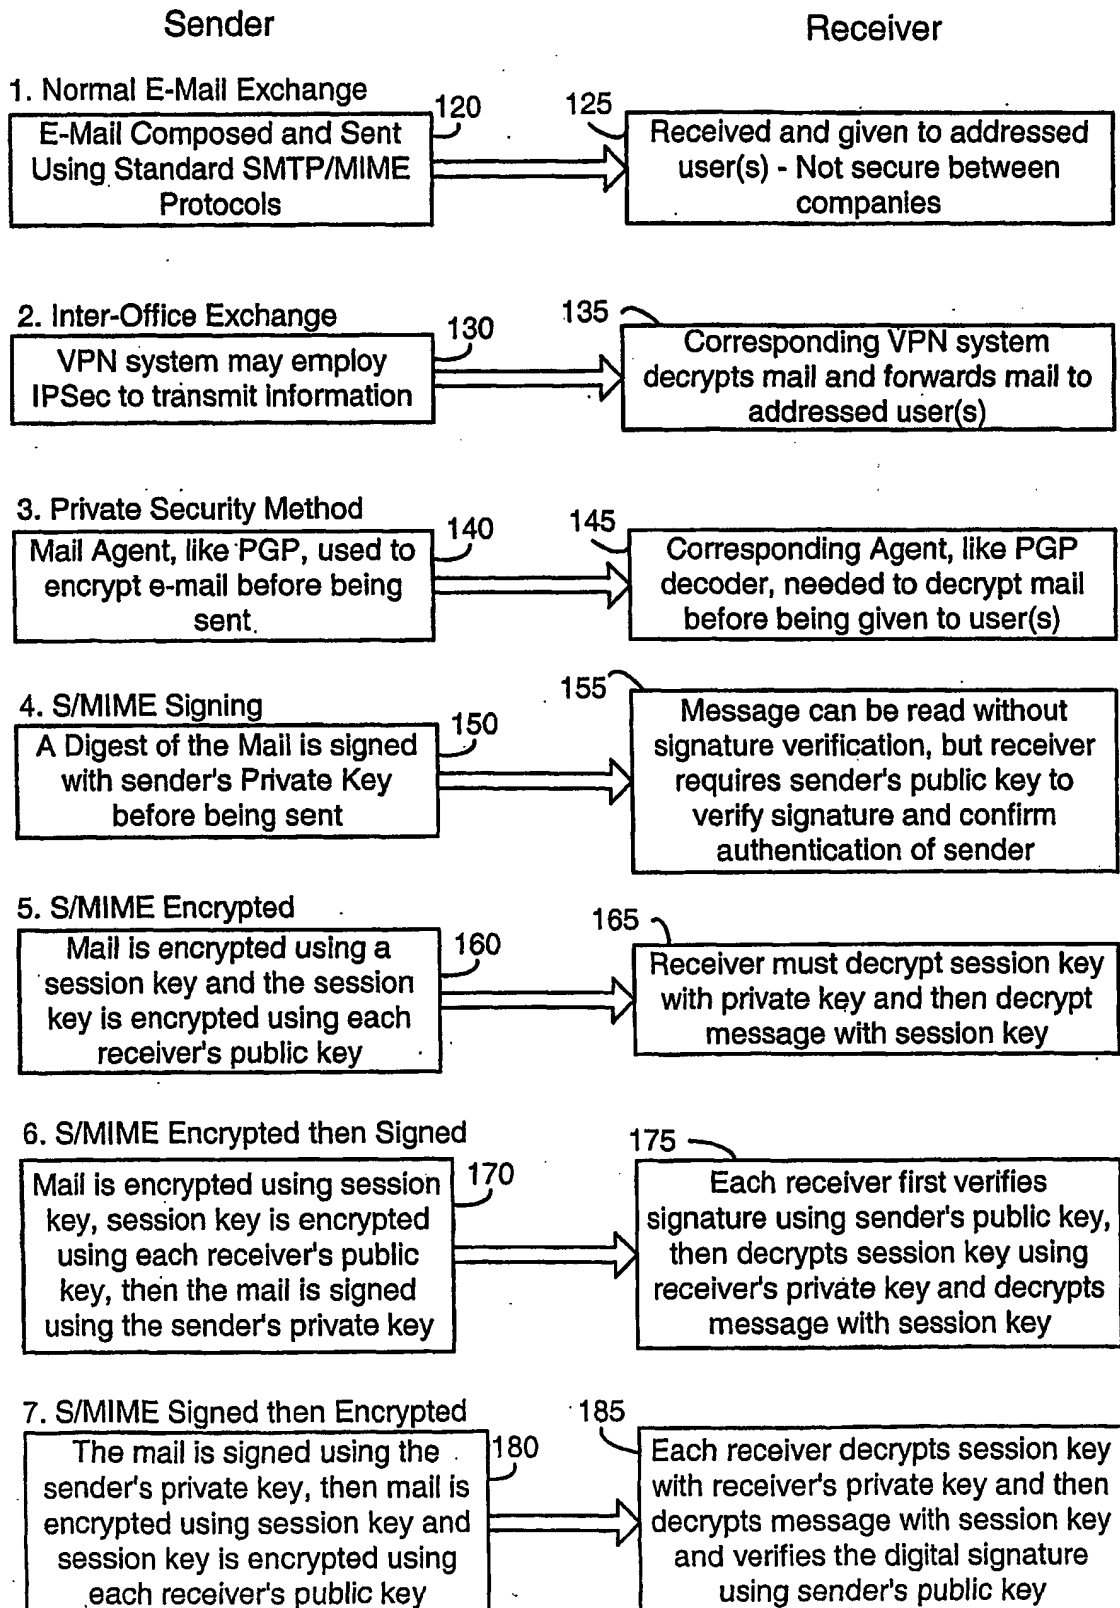 Sender
Receiver
1. Normal E-Mail Exchange
120
E-Mail Composed and Sent
Using Standard SMTP/MIME
Protocols
125
Received and given to addressed
user(s) - Not secure between
companies
2. Inter-Office Exchange
130
VPN system may employ
IPSec to transmit information
135
Corresponding VPN system
decrypts mail and forwards mail to
addressed user(s)
3. Private Security Method
140
Mail Agent, like PGP, used to
encrypt e-mail before being
sent
145
Corresponding Agent, like PGP
decoder, needed to decrypt mail
before being given to user(s)
4. S/MIME Signing
150
A Digest of the Mail is signed
with sender's Private Key
before being sent
155
Message can be read without
signature verification, but receiver
requires sender's public key to
verify signature and confirm
authentication of sender
5. S/MIME Encrypted
160
Mail is encrypted using a
session key and the session
key is encrypted using each
receiver's public key
165
Receiver must decrypt session key
with private key and then decrypt
message with session key
6. S/MIME Encrypted then Signed
170
Mail is encrypted using session
key, session key is encrypted
using each receiver's public
key, then the mail is signed
using the sender's private key
175
Each receiver first verifies
signature using sender's public key,
then decrypts session key using
receiver's private key and decrypts
message with session key
7. S/MIME Signed then Encrypted
180
The mail is signed using the
sender's private key, then mail is
encrypted using session key and
session key is encrypted using
each receiver's public key
185
Each receiver decrypts session key
with receiver's private key and then
decrypts message with session key
and verifies the digital signature
using sender's public key